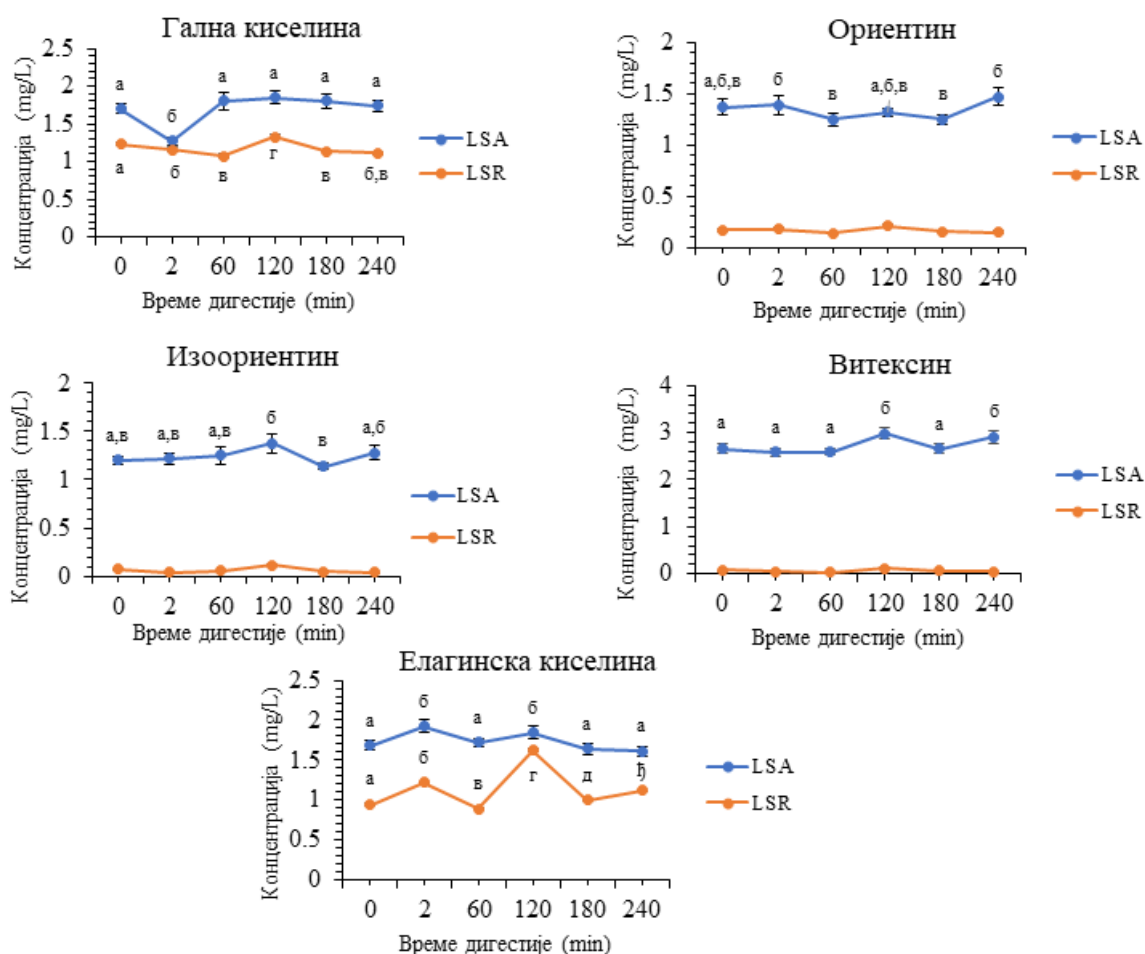 Гална киселина
Концентрација (mg/L)
2.5
2
1.5
1
0.5
0
а
б
а
а
а
а
а
б
в
г
в
б,в
0 2 60 120 180 240
Време дигестије (min)
LSA
LSR
Ориентин
Концентрација (mg/L)
2
1.5
1
0.5
0
а,б,в
б
в
а,б,в
в
б
0 2 60 120 180 240
Време дигестије (min)
LSA
LSR
Изоориентин
Концентрација (mg/L)
2
1.5
1
0.5
0
а,в
а,в
а,в
б
в
а,б
0 2 60 120 180 240
Време дигестије (min)
LSA
LSR
Витексин
Концентрација (mg/L)
4
3
2
1
0
а
а
а
б
а
б
0 2 60 120 180 240
Време дигестије (min)
LSA
LSR
Елагинска киселина
Концентрација (mg/L)
2.5
2
1.5
1
0.5
0
а
б
а
б
а
а
а
б
в
г
д
ђ
0 2 60 120 180 240
Време дигестије (min)
LSA
LSR